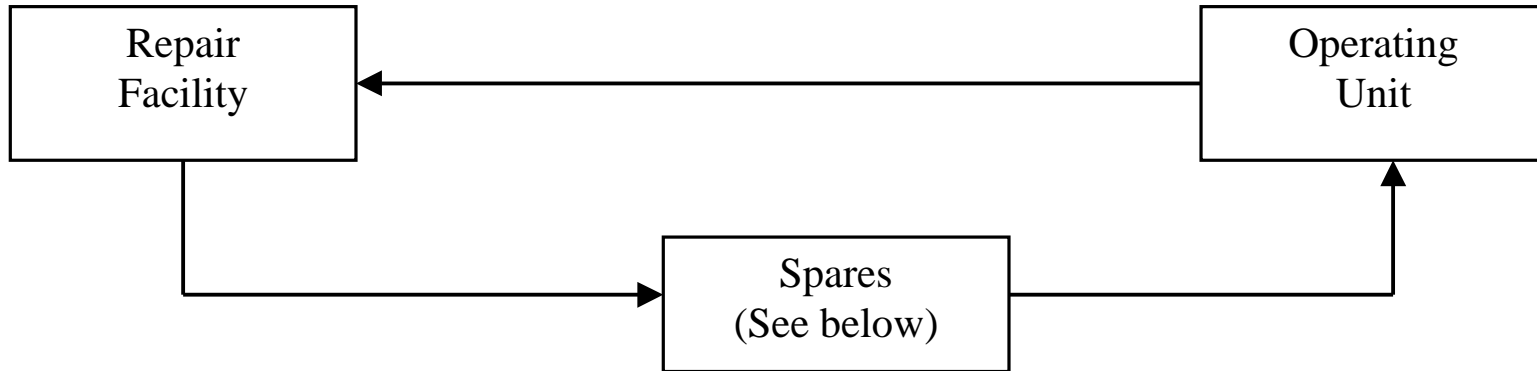 Repair
Facility
Operating
Unit
Spares
(See below)